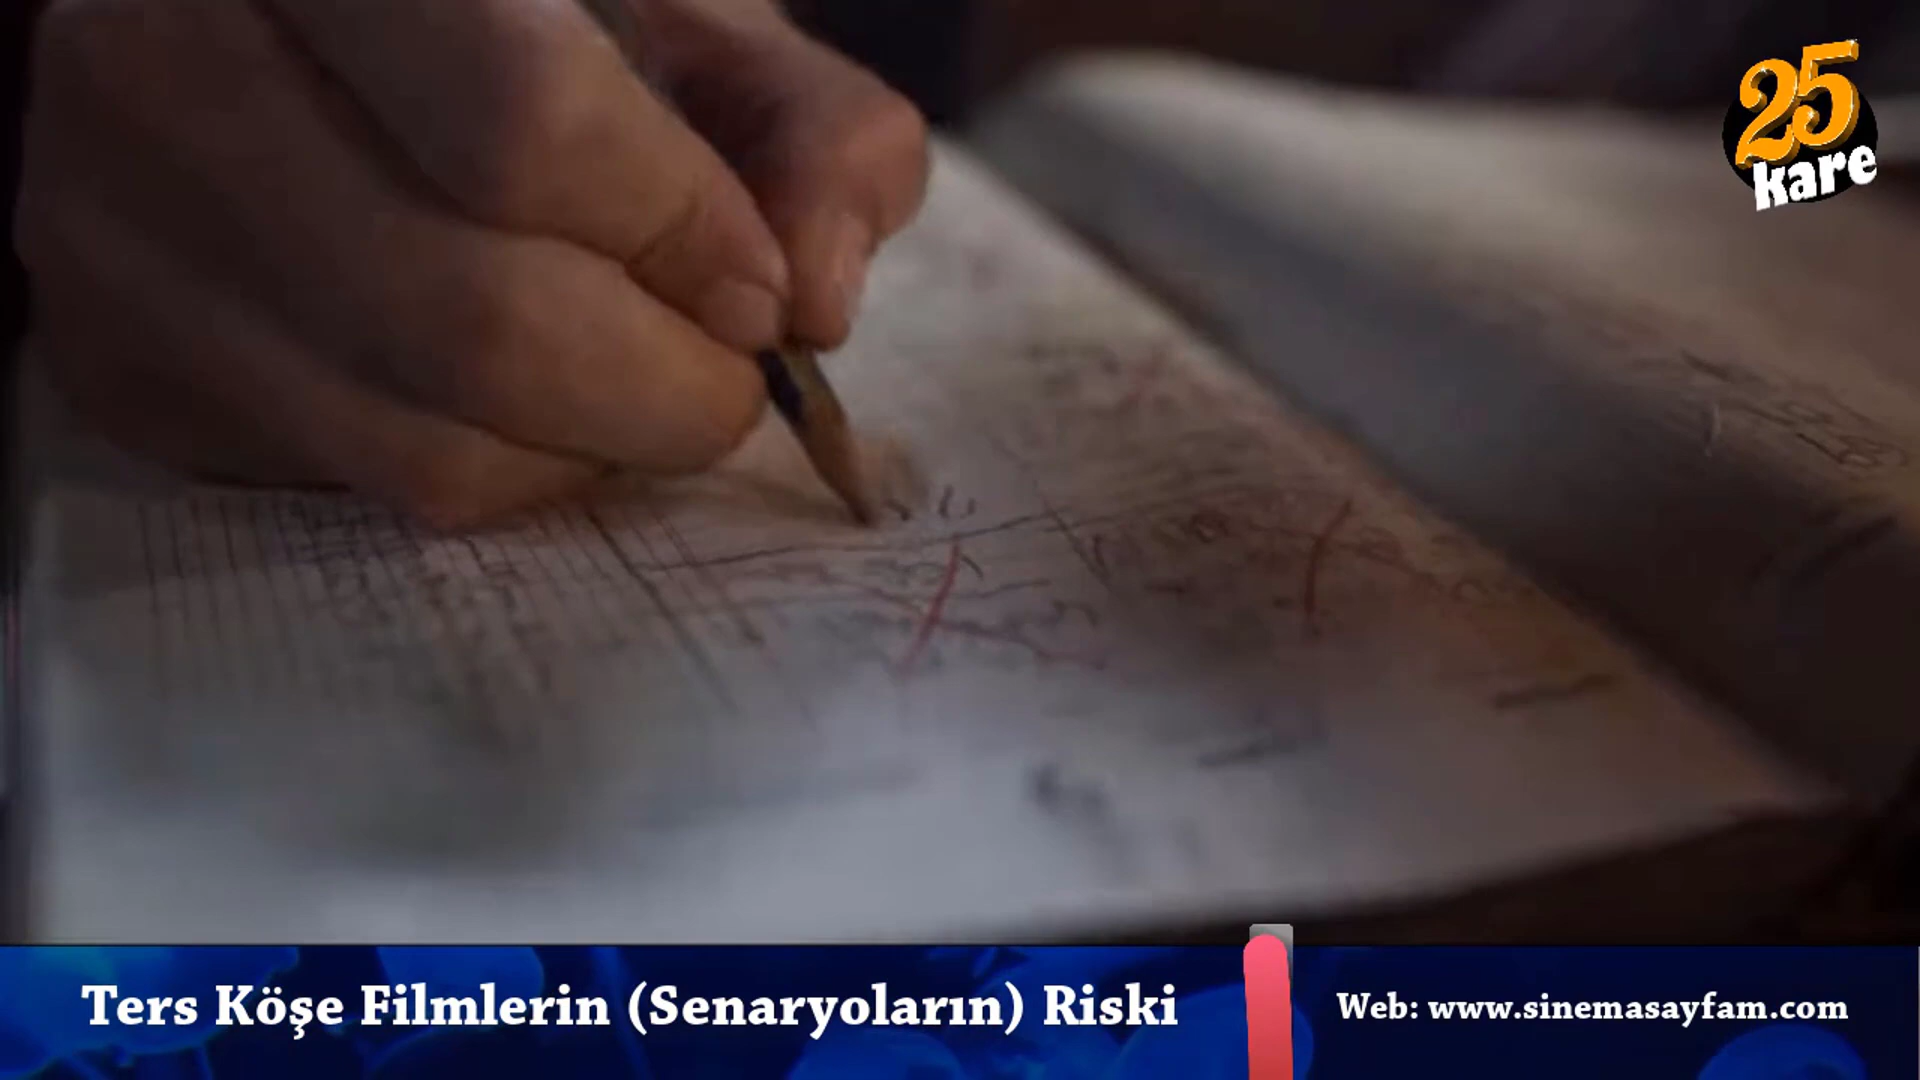 25
kare
Ters Köşe Filmlerin (Senaryoların) Riski
Web: www.sinemasayfam.com